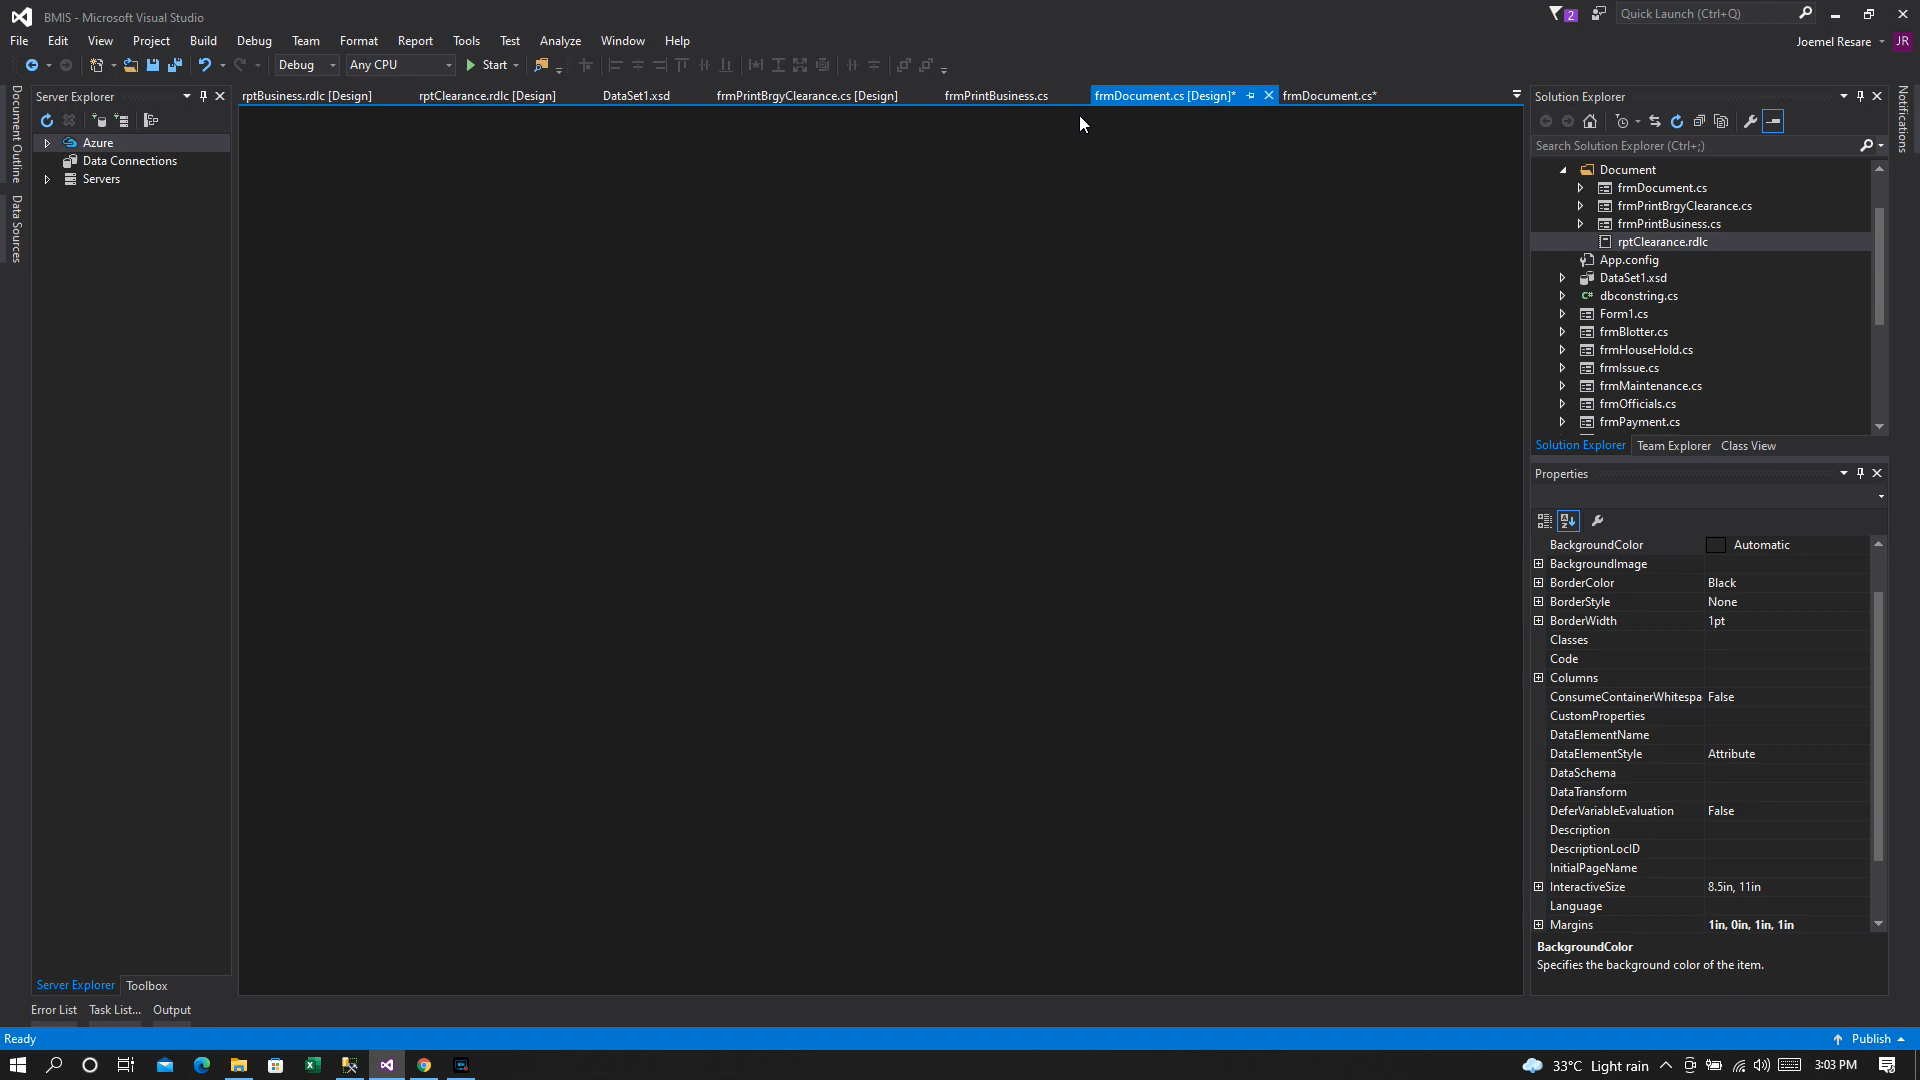 BMIS - Microsoft Visual Studio
2
Quick Launch (Ctrl+Q)
File Edit View Project Build Debug Team Format Report Tools Test Analyze Window Help
Joemel Resare JR
Debug Any CPU Start
Document Outline
Data Sources
Server Explorer
Azure
Data Connections
Servers
Server Explorer Toolbox
rptBusiness.rdlc [Design] rptClearance.rdlc [Design] DataSet1.xsd frmPrintBrgyClearance.cs [Design] frmPrintBusiness.cs frmDocument.cs [Design]* frmDocument.cs*
Solution Explorer
Search Solution Explorer (Ctrl+;)
Document
frmDocument.cs
frmPrintBrgyClearance.cs
frmPrintBusiness.cs
rptClearance.rdlc
App.config
DataSet1.xsd
C# dbconstring.cs
Form1.cs
frmBlotter.cs
frmHouseHold.cs
frmIssue.cs
frmMaintenance.cs
frmOfficials.cs
frmPayment.cs
Solution Explorer Team Explorer Class View
Notifications
Properties
BackgroundColor Automatic
BackgroundImage
BorderColor Black
BorderStyle None
BorderWidth 1pt
Classes
Code
Columns
ConsumeContainerWhitespa False
CustomProperties
DataElementName
DataElementStyle Attribute
DataSchema
DataTransform
DeferVariableEvaluation False
Description
DescriptionLocID
InitialPageName
InteractiveSize 8.5in, 11in
Language
Margins 1in, 0in, 1in, 1in
BackgroundColor
Specifies the background color of the item.
Error List Task List... Output
Ready
Publish
33°C Light rain
3:03 PM